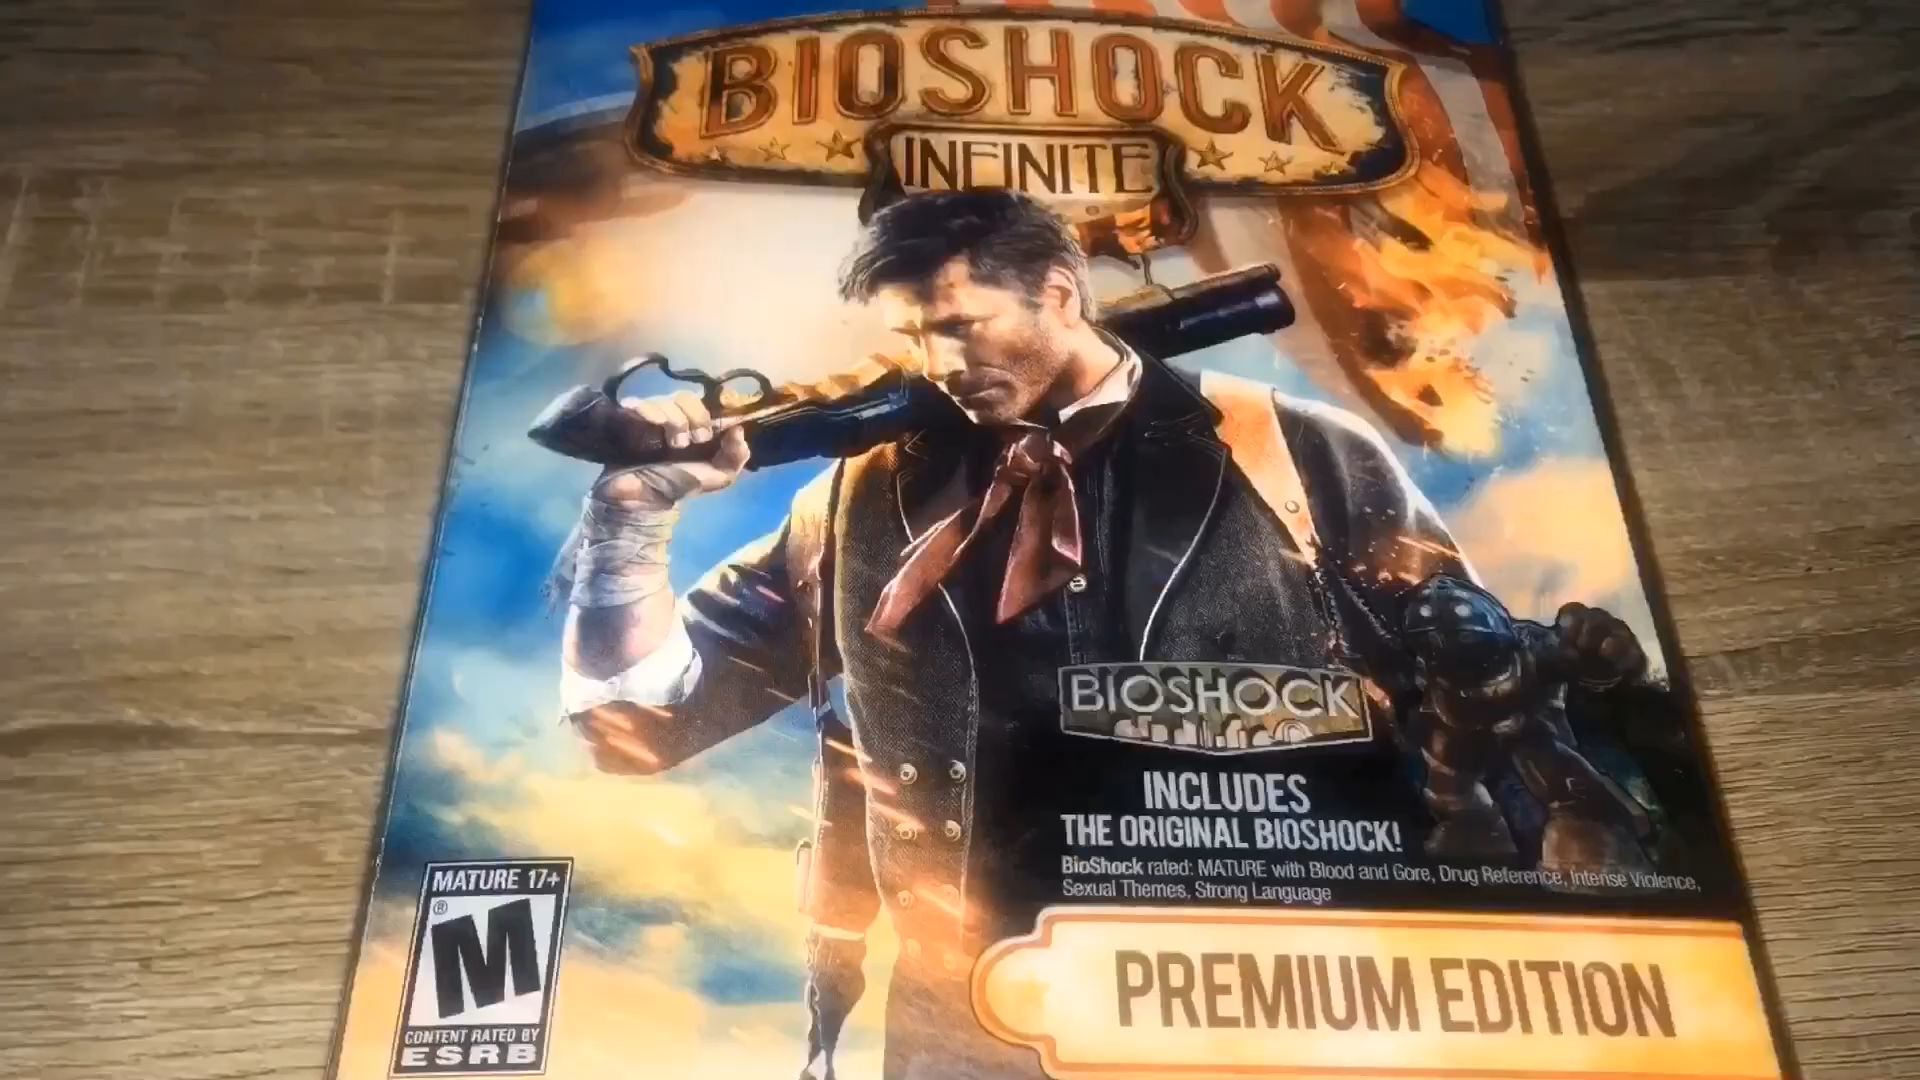 BIOSHOCK
INFINITE
BIOSHOCK
INCLUDES
THE ORIGINAL BIOSHOCK!
BioShock rated: MATURE with Blood and Gore, Drug Reference, Intense Violence,
Sexual Themes, Strong Language
MATURE 17+
M
®
CONTENT RATED BY
ESRB
PREMIUM EDITION